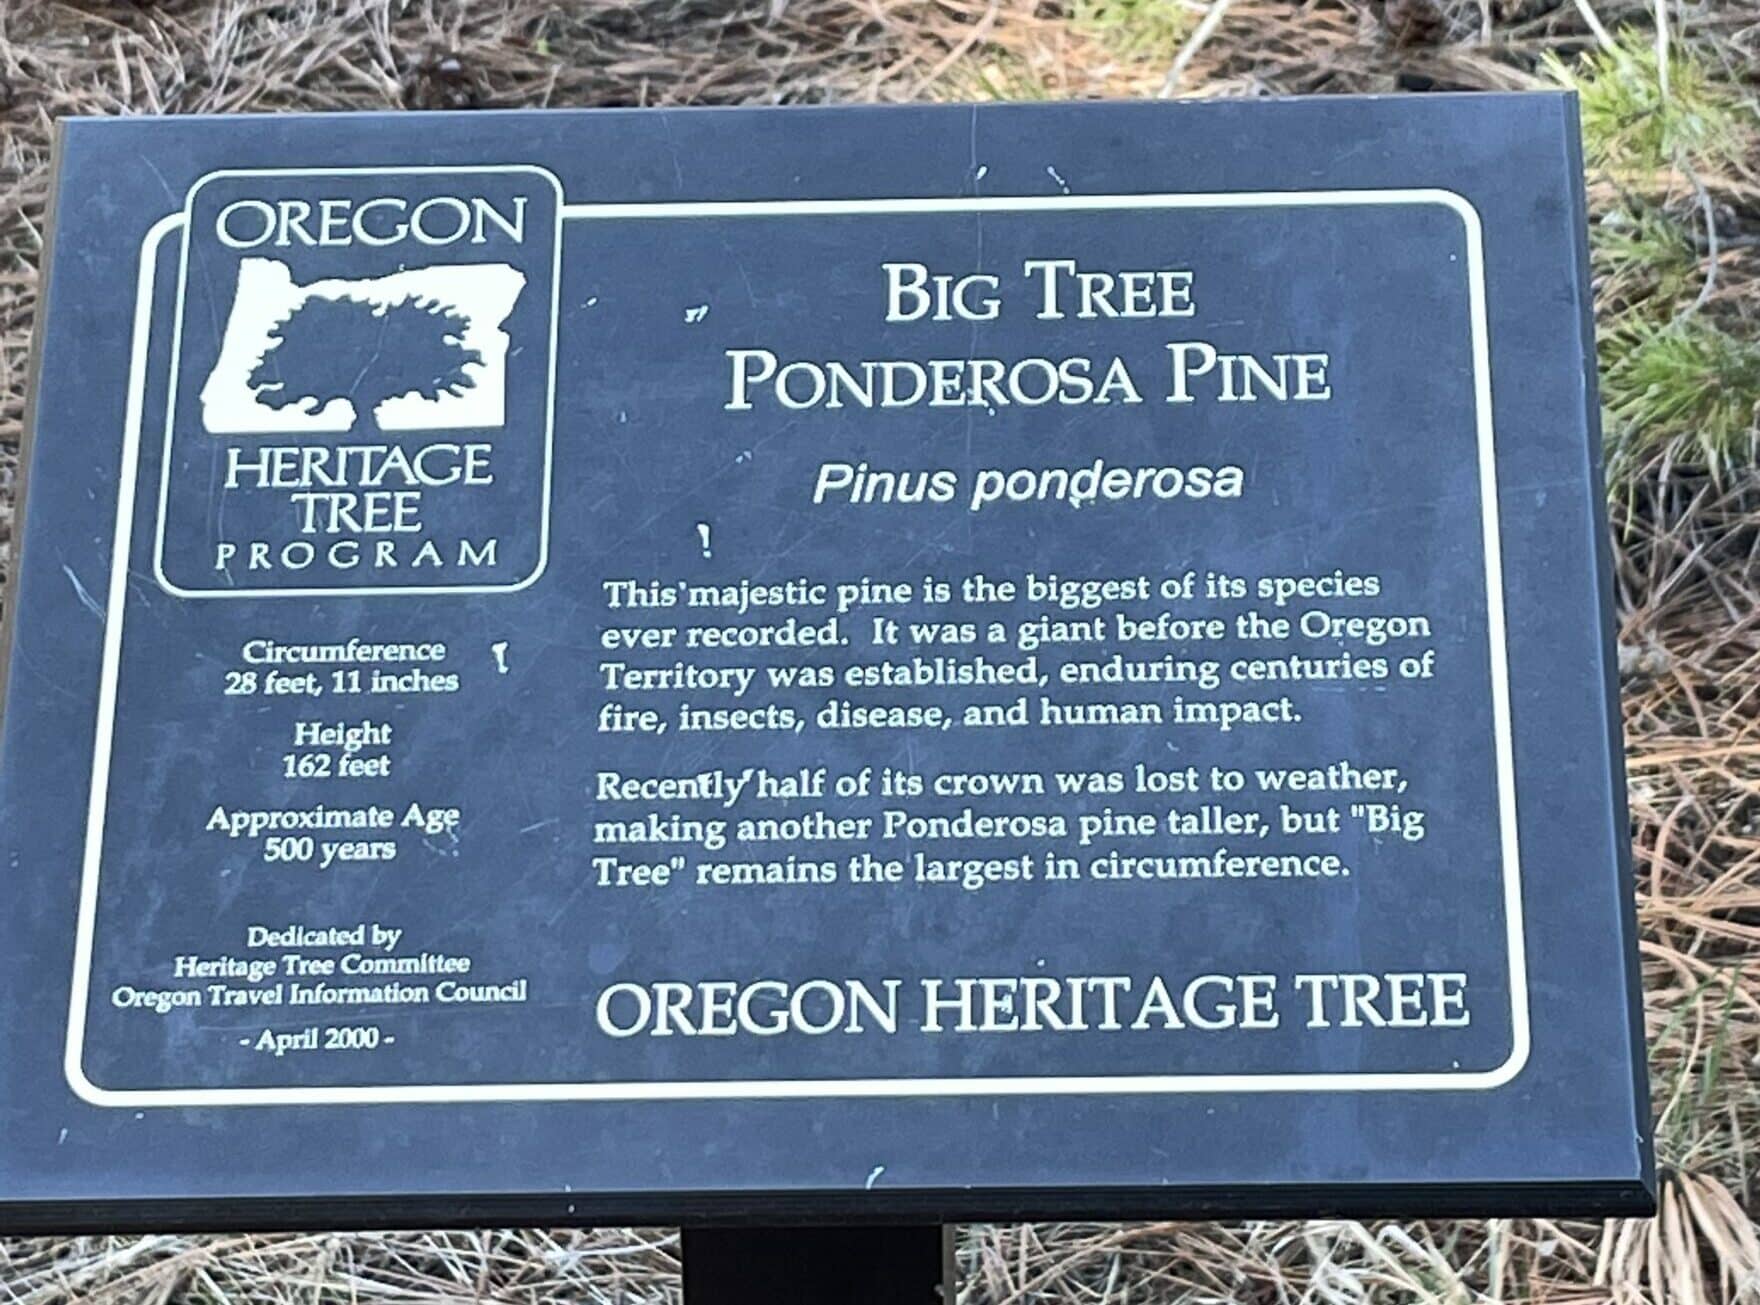 OREGON
HERITAGE
TREE
PROGRAM
Circumference
28 feet, 11 inches
Height
162 feet
Approximate Age
500 years
Dedicated by
Heritage Tree Committee
Oregon Travel Information Council
- April 2000 -
BIG TREE
PONDEROSA PINE
Pinus ponderosa
This majestic pine is the biggest of its species
ever recorded. It was a giant before the Oregon
Territory was established, enduring centuries of
fire, insects, disease, and human impact.
Recently half of its crown was lost to weather,
making another Ponderosa pine taller, but "Big
Tree" remains the largest in circumference.
OREGON HERITAGE TREE